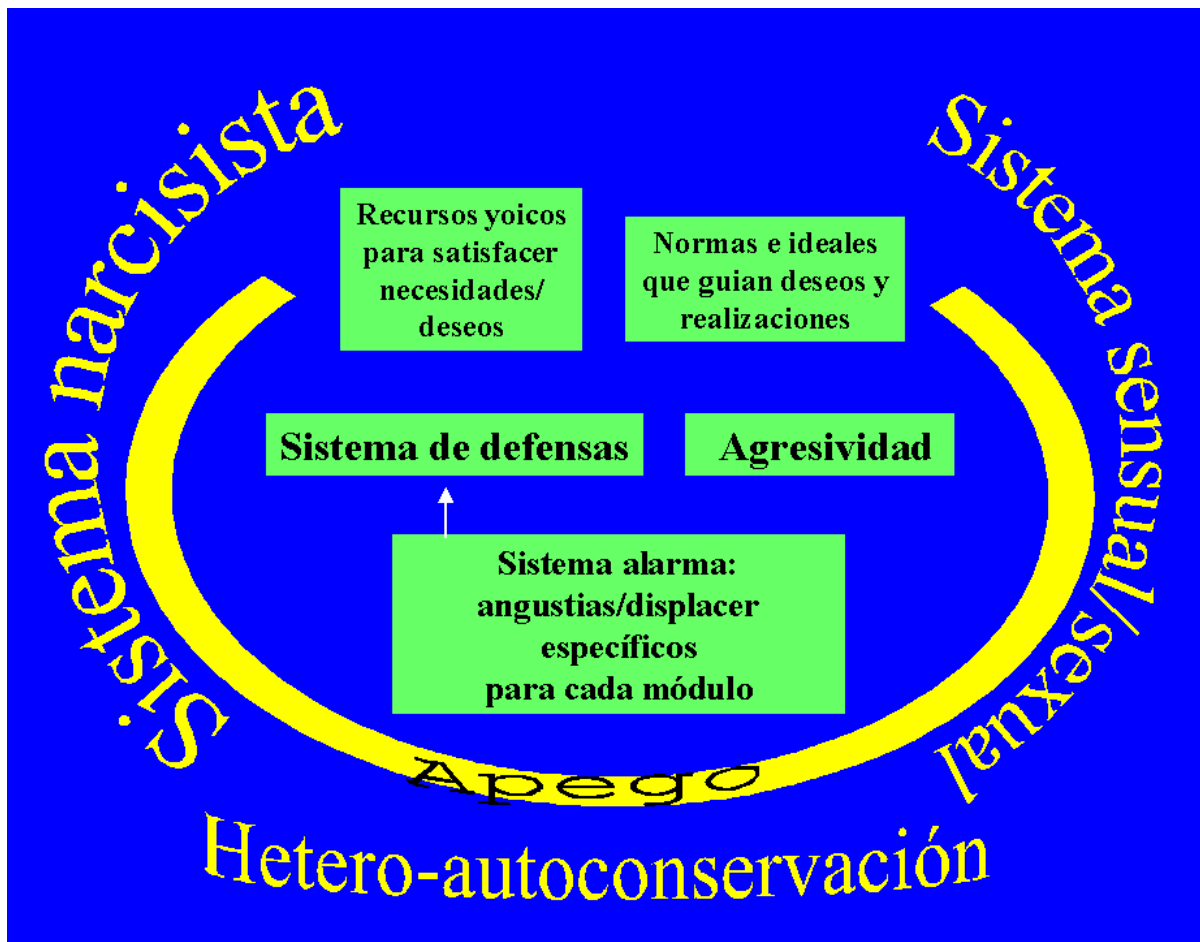 Sistema narcisista
Sistema sensual/sexual
Recursos yoicos
para satisfacer
necesidades/
deseos
Normas e ideales
que guian deseos y
realizaciones
Sistema de defensas
Agresividad
Sistema alarma:
angustias/displacer
específicos
para cada módulo
Apego
Hetero-autoconservación